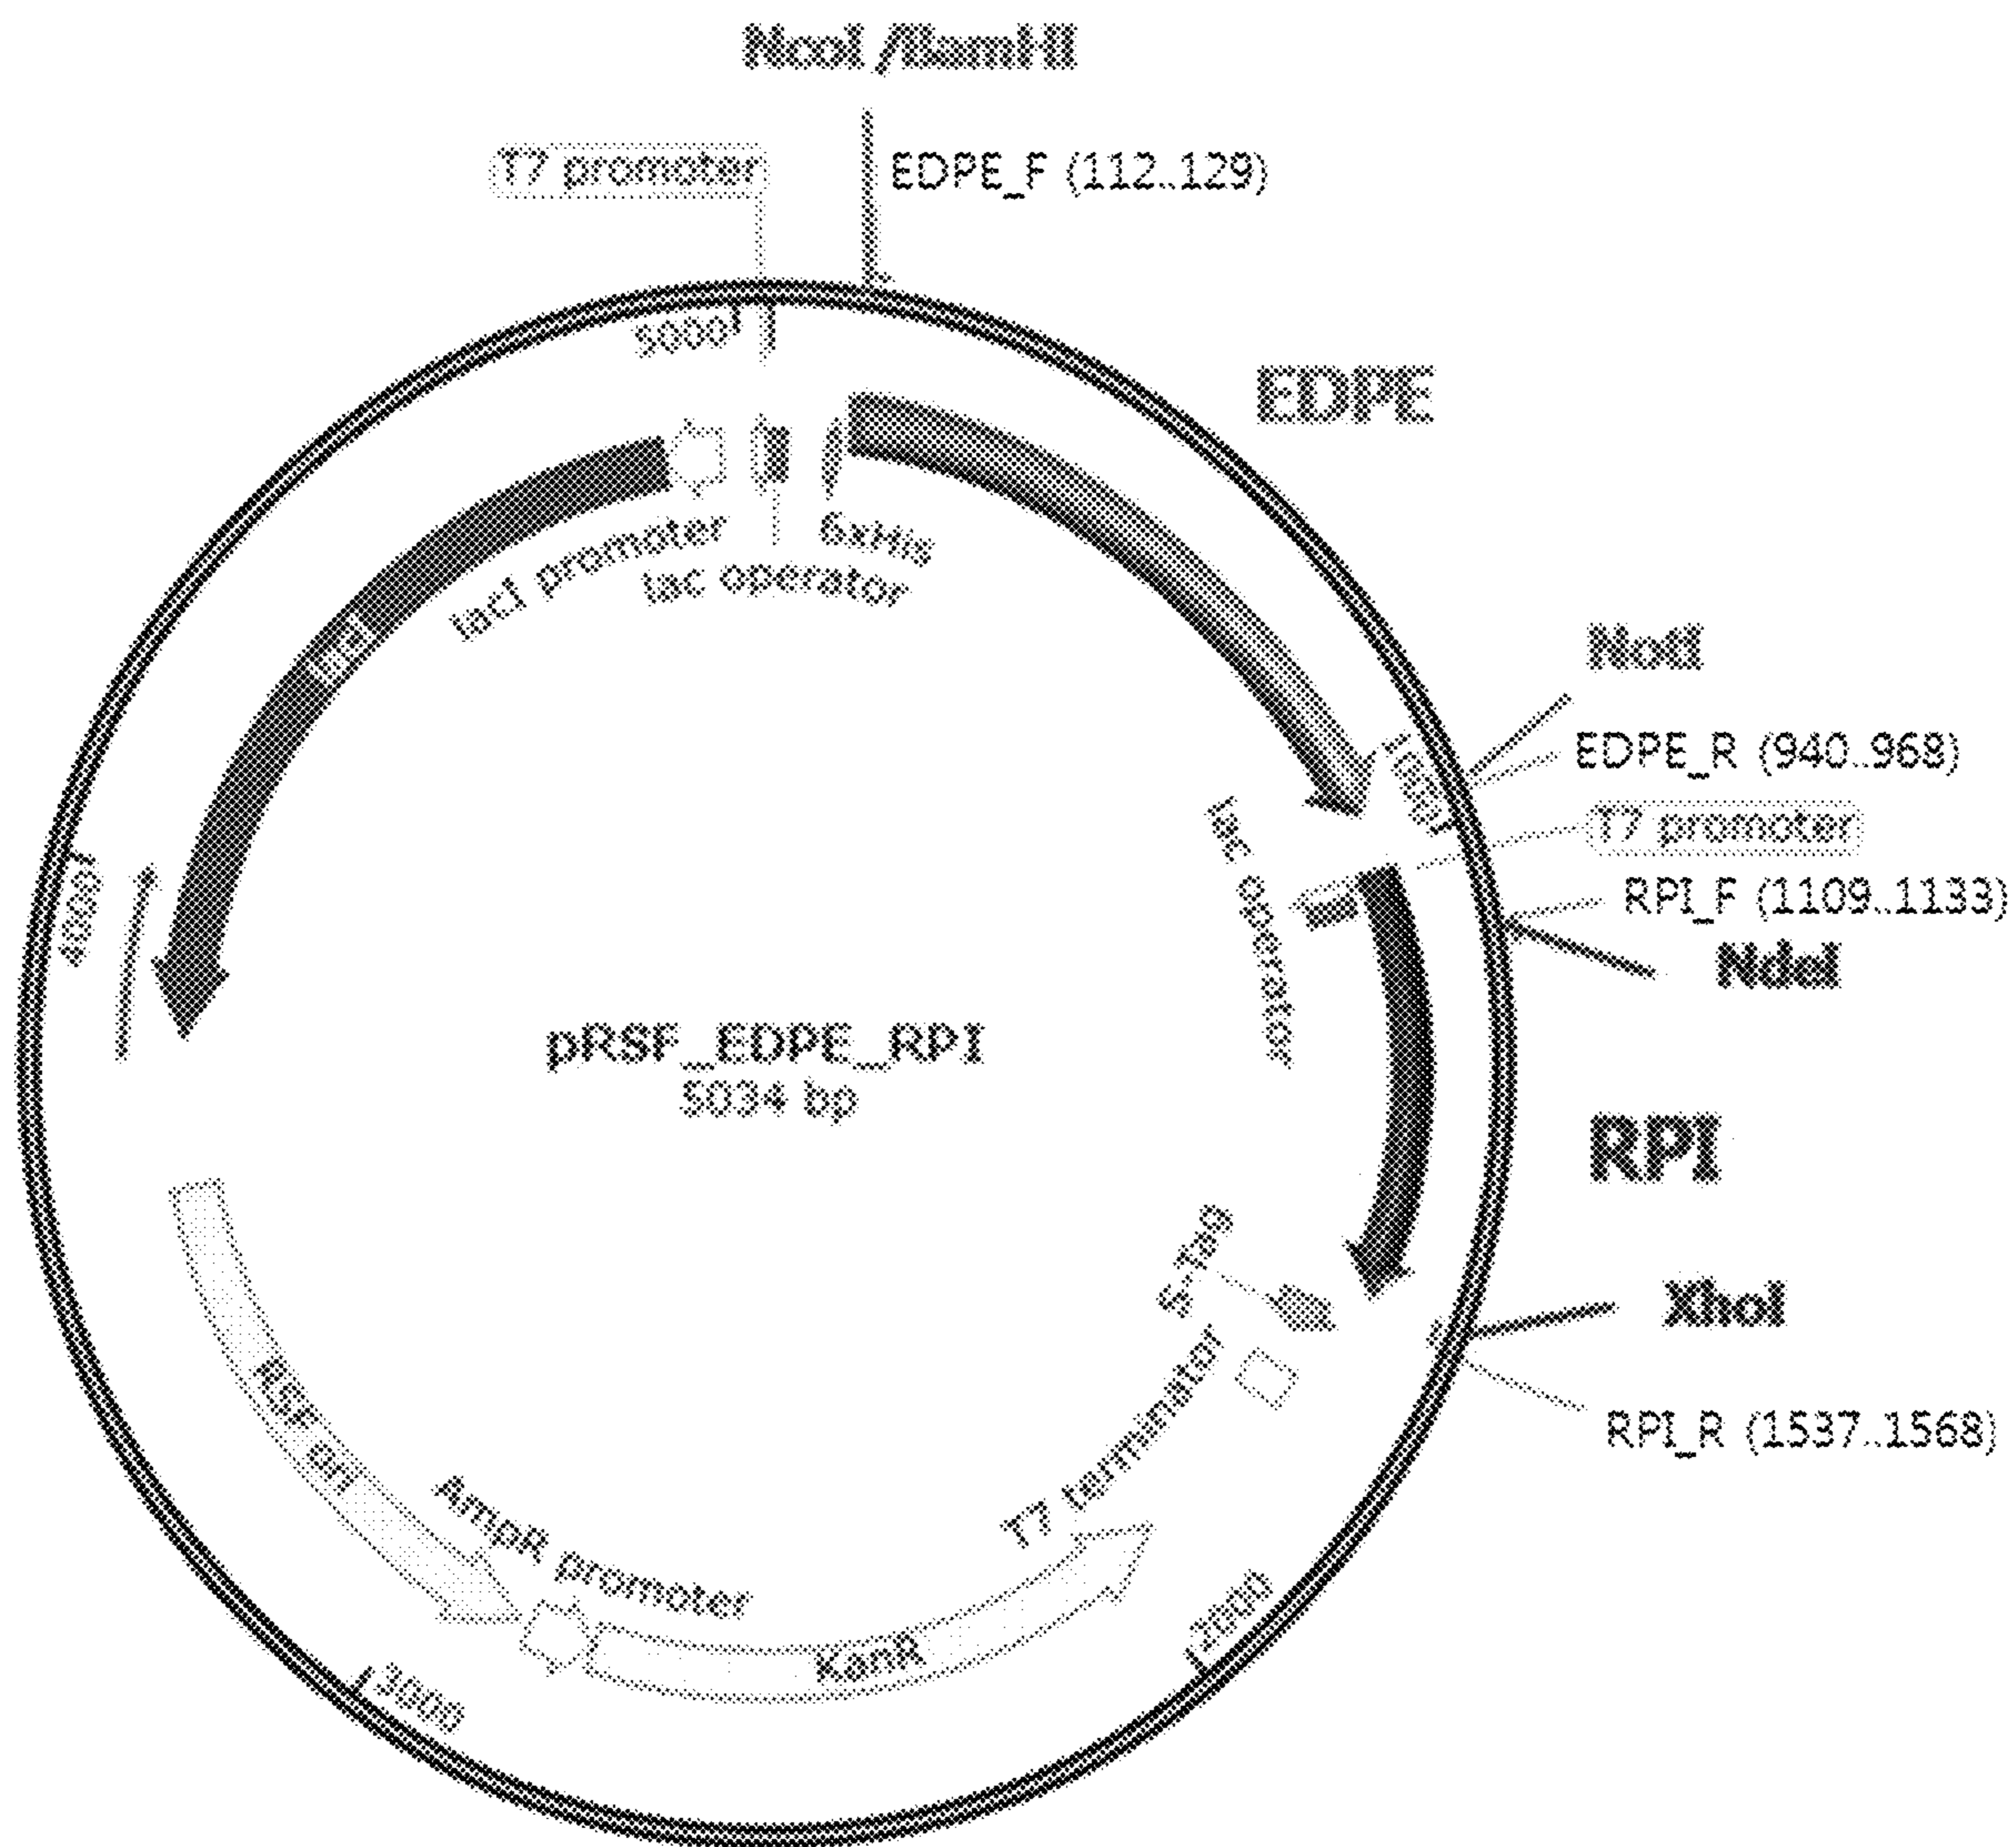 NcoI /BamHI
T7 promoter
EDPE_F (112..129)
5000
EDPE
lacI promoter
lac operator
6xHis
lacI
NotI
EDPE_R (940..968)
1000
T7 promoter
lac operator
RPI_F (1109..1133)
NdeI
4000
pRSF_EDPE_RPI
5034 bp
RPI
S-Tag
XhoI
T7 terminator
RPI_R (1537..1568)
RSF ori
AmpR promoter
KanR
2000
3000